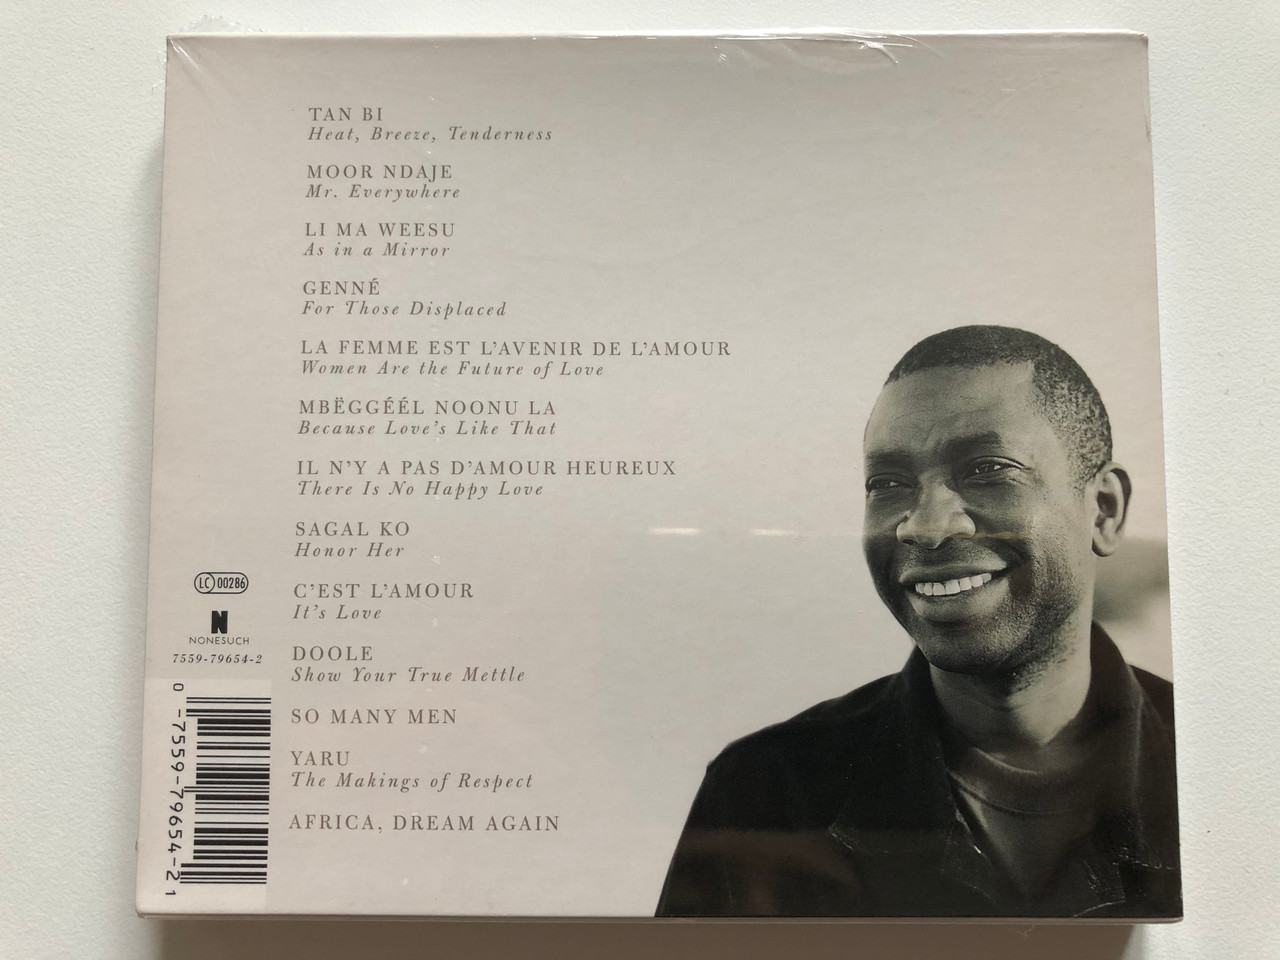 TAN BI
Heat, Breeze, Tenderness
MOOR NDAJE
Mr. Everywhere
LI MA WEESU
As in a Mirror
GENNÉ
For Those Displaced
LA FEMME EST L'AVENIR DE L'AMOUR
Women Are the Future of Love
MBËGGÉÉL NOONU LA
Because Love's Like That
IL N'Y A PAS D'AMOUR HEUREUX
There Is No Happy Love
SAGAL KO
Honor Her
C'EST L'AMOUR
It's Love
DOOLE
Show Your True Mettle
SO MANY MEN
YARU
The Makings of Respect
AFRICA, DREAM AGAIN
LC 00286
N
NONESUCH
7559-79654-2
0 -7559-79654-2 1